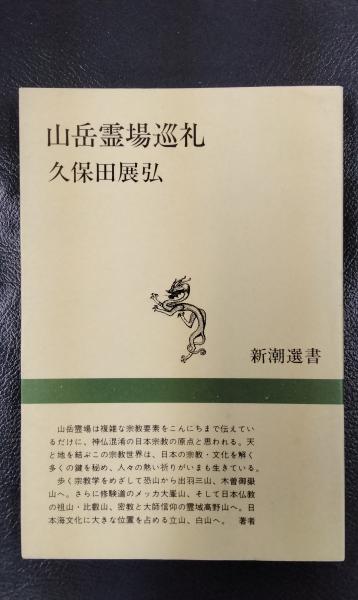 山岳霊場巡礼
久保田展弘
新潮選書
山岳霊場は複雑な宗教要素をこんにちまで伝えてい
るだけに、神仏混淆の日本宗教の原点と思われる。天
と地を結ぶこの宗教世界は、日本の宗教・文化を解く
多くの鍵を秘め、人々の熱い祈りがいまも生きている。
歩く宗教学をめざして恐山から出羽三山、木曽御嶽
山へ。さらに修験道のメッカ大峯山、そして日本仏教
の祖山・比叡山、密教と大師信仰の霊域高野山へ。日
本海文化に大きな位置を占める立山、白山へ。 著者